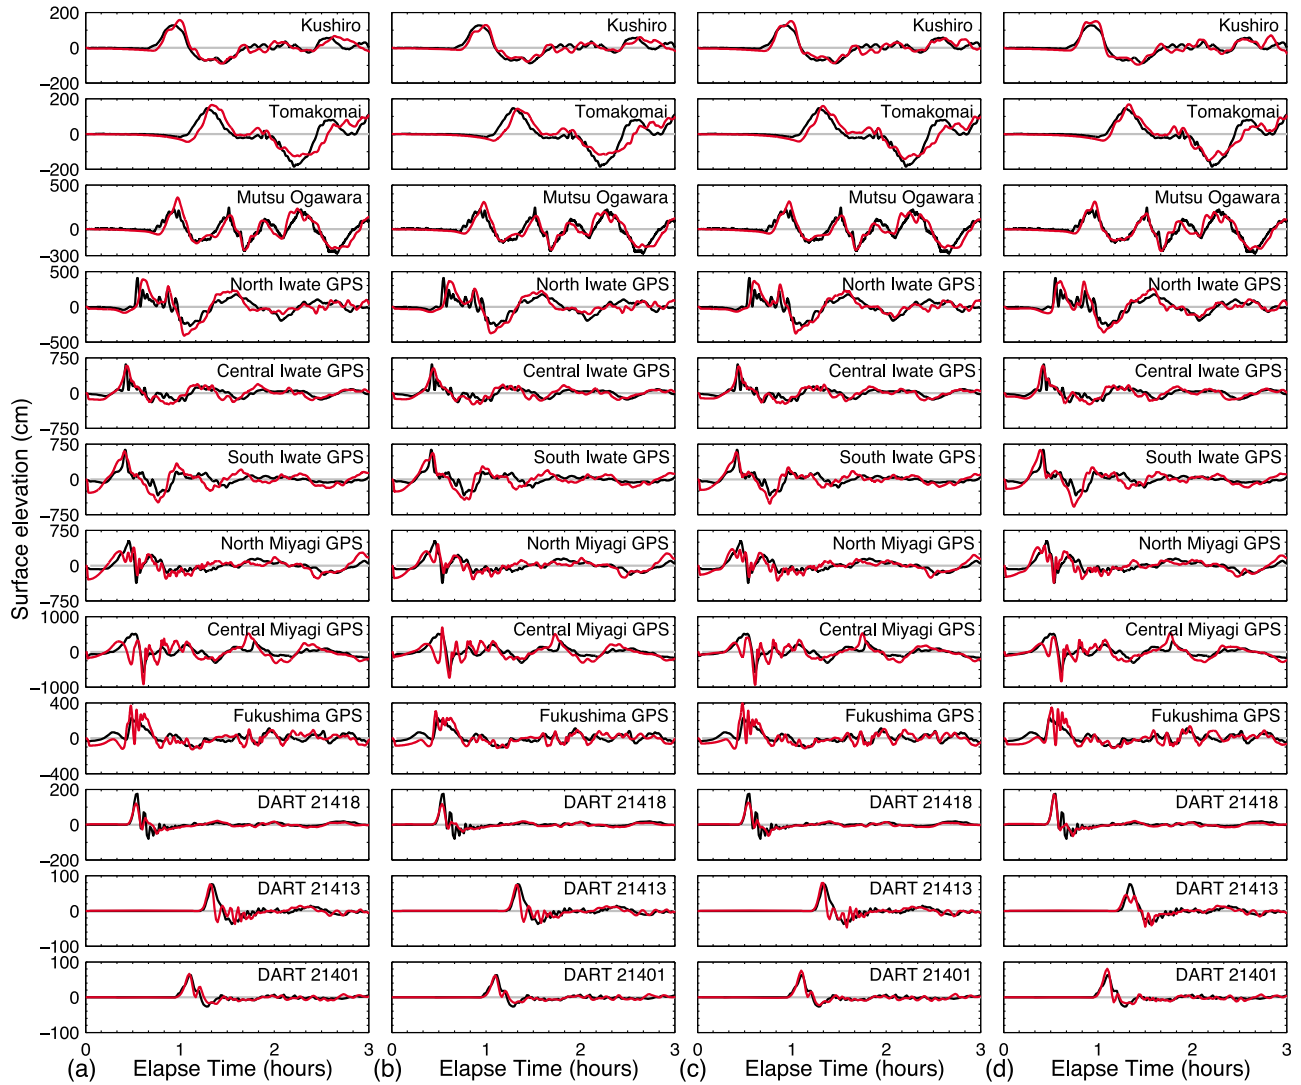 200
0
−200
Kushiro
Kushiro
Kushiro
Kushiro
200
0
−200
Tomakomai
Tomakomai
Tomakomai
Tomakomai
500
0
−300
Mutsu Ogawara
Mutsu Ogawara
Mutsu Ogawara
Mutsu Ogawara
500
0
−500
North Iwate GPS
North Iwate GPS
North Iwate GPS
North Iwate GPS
750
0
−750
Central Iwate GPS
Central Iwate GPS
Central Iwate GPS
Central Iwate GPS
750
0
−750
South Iwate GPS
South Iwate GPS
South Iwate GPS
South Iwate GPS
750
0
−750
North Miyagi GPS
North Miyagi GPS
North Miyagi GPS
North Miyagi GPS
1000
0
−1000
Central Miyagi GPS
Central Miyagi GPS
Central Miyagi GPS
Central Miyagi GPS
400
0
−400
Fukushima GPS
Fukushima GPS
Fukushima GPS
Fukushima GPS
200
0
−200
DART 21418
DART 21418
DART 21418
DART 21418
100
0
−100
DART 21413
DART 21413
DART 21413
DART 21413
100
0
−100
DART 21401
DART 21401
DART 21401
DART 21401
Surface elevation (cm)
0 1 2 3
0 1 2 3
0 1 2 3
0 1 2 3
(a) Elapse Time (hours)
(b) Elapse Time (hours)
(c) Elapse Time (hours)
(d) Elapse Time (hours)